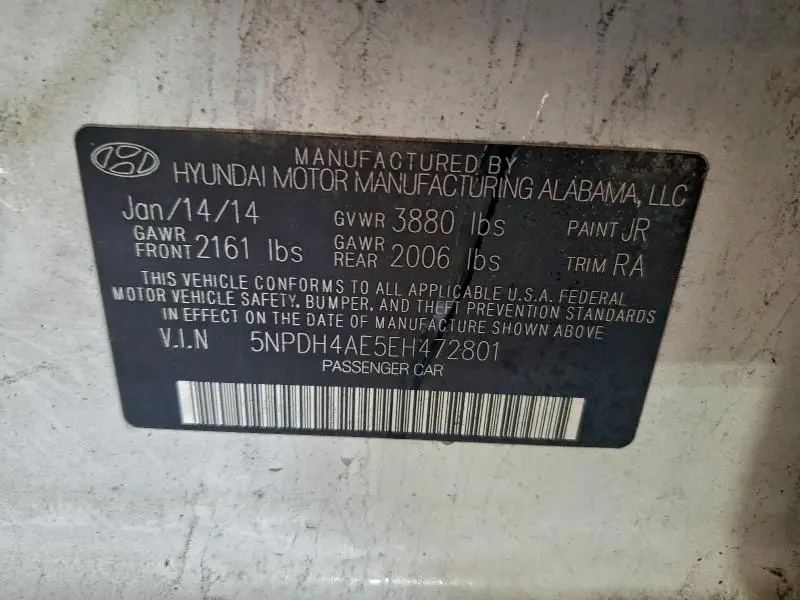 MANUFACTURED BY
HYUNDAI MOTOR MANUFACTURING ALABAMA, LLC
Jan/14/14 GVWR 3880 lbs PAINT JR
GAWR FRONT 2161 lbs GAWR REAR 2006 lbs TRIM RA
THIS VEHICLE CONFORMS TO ALL APPLICABLE U.S.A. FEDERAL
MOTOR VEHICLE SAFETY, BUMPER, AND THEFT PREVENTION STANDARDS
IN EFFECT ON THE DATE OF MANUFACTURE SHOWN ABOVE
V.I.N 5NPDH4AE5EH472801
PASSENGER CAR